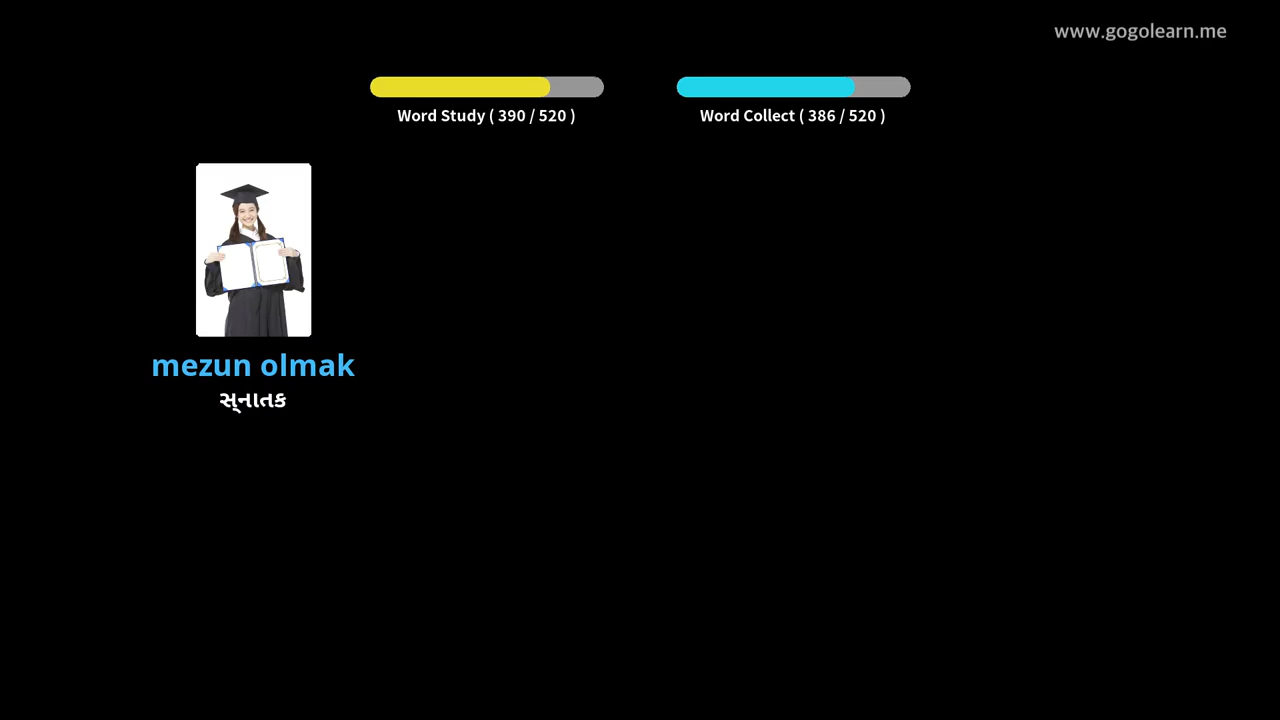 www.gogolearn.me
Word Study ( 390 / 520 )
Word Collect ( 386 / 520 )
mezun olmak
સ્નાતક